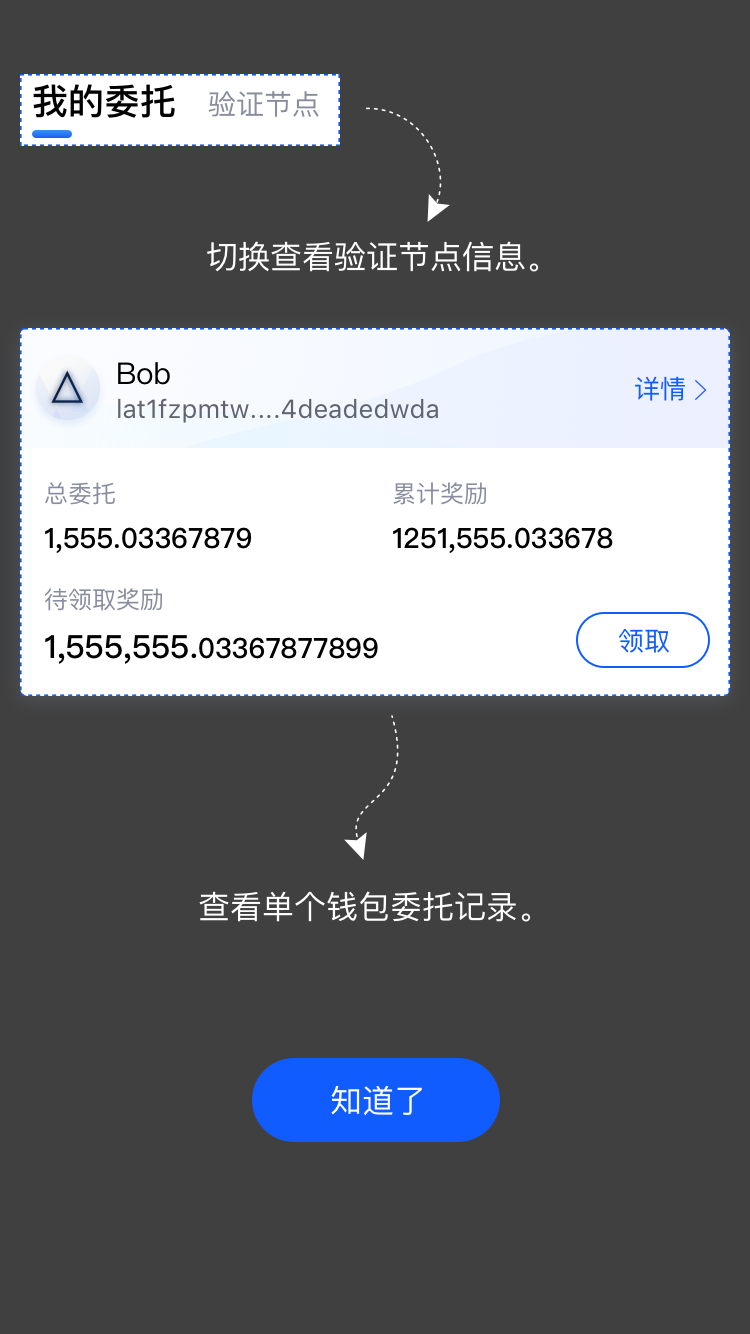 我的委托 验证节点
切换查看验证节点信息。
Bob
lat1fzpmtw....4deadedwda
详情
总委托 累计奖励
1,555.03367879 1251,555.033678
待领取奖励
1,555,555.03367877899
领取
查看单个钱包委托记录。
知道了